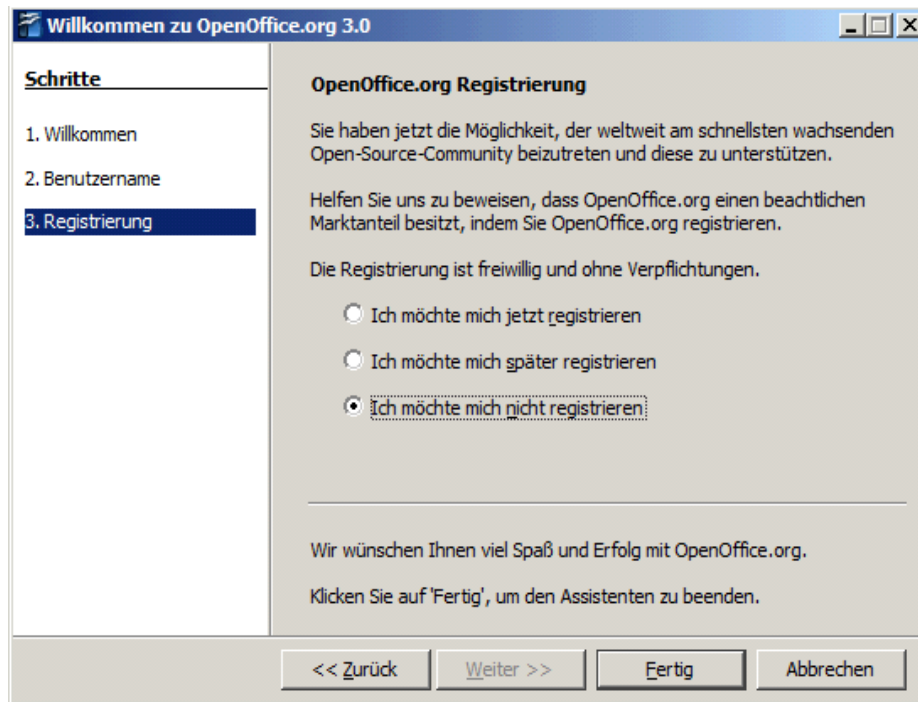 Willkommen zu OpenOffice.org 3.0
Schritte
1. Willkommen
2. Benutzername
3. Registrierung
OpenOffice.org Registrierung
Sie haben jetzt die Möglichkeit, der weltweit am schnellsten wachsenden
Open-Source-Community beizutreten und diese zu unterstützen.
Helfen Sie uns zu beweisen, dass OpenOffice.org einen beachtlichen
Marktanteil besitzt, indem Sie OpenOffice.org registrieren.
Die Registrierung ist freiwillig und ohne Verpflichtungen.
Ich möchte mich jetzt registrieren
Ich möchte mich später registrieren
Ich möchte mich nicht registrieren
Wir wünschen Ihnen viel Spaß und Erfolg mit OpenOffice.org.
Klicken Sie auf 'Fertig', um den Assistenten zu beenden.
<< Zurück
Weiter >>
Fertig
Abbrechen